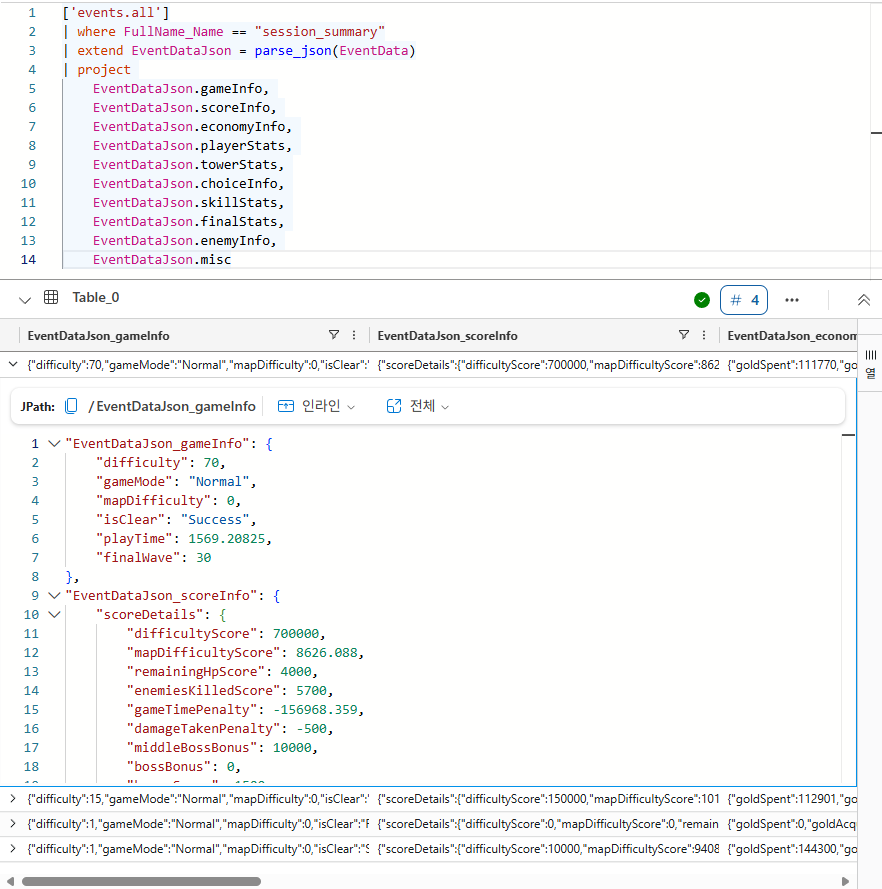 1 ['events.all']
2 | where FullName_Name == "session_summary"
3 | extend EventDataJson = parse_json(EventData)
4 | project
5 EventDataJson.gameInfo,
6 EventDataJson.scoreInfo,
7 EventDataJson.economyInfo,
8 EventDataJson.playerStats,
9 EventDataJson.towerStats,
10 EventDataJson.choiceInfo,
11 EventDataJson.skillStats,
12 EventDataJson.finalStats,
13 EventDataJson.enemyInfo,
14 EventDataJson.misc
Table_0 # 4 •••
EventDataJson_gameInfo EventDataJson_scoreInfo EventDataJson_econom
열
{"difficulty":70,"gameMode":"Normal","mapDifficulty":0,"isClear":" {"scoreDetails":{"difficultyScore":700000,"mapDifficultyScore":862 {"goldSpent":111770,"go
JPath: /EventDataJson_gameInfo 인라인 전체
1 "EventDataJson_gameInfo": {
2 "difficulty": 70,
3 "gameMode": "Normal",
4 "mapDifficulty": 0,
5 "isClear": "Success",
6 "playTime": 1569.20825,
7 "finalWave": 30
8 },
9 "EventDataJson_scoreInfo": {
10 "scoreDetails": {
11 "difficultyScore": 700000,
12 "mapDifficultyScore": 8626.088,
13 "remainingHpScore": 4000,
14 "enemiesKilledScore": 5700,
15 "gameTimePenalty": -156968.359,
16 "damageTakenPenalty": -500,
17 "middleBossBonus": 10000,
18 "bossBonus": 0,
{"difficulty":15,"gameMode":"Normal","mapDifficulty":0,"isClear":" {"scoreDetails":{"difficultyScore":150000,"mapDifficultyScore":101 {"goldSpent":112901,"go
{"difficulty":1,"gameMode":"Normal","mapDifficulty":0,"isClear":"F {"scoreDetails":{"difficultyScore":0,"mapDifficultyScore":0,"remain {"goldSpent":0,"goldAcqu
{"difficulty":1,"gameMode":"Normal","mapDifficulty":0,"isClear":"S {"scoreDetails":{"difficultyScore":10000,"mapDifficultyScore":9408 {"goldSpent":144300,"go